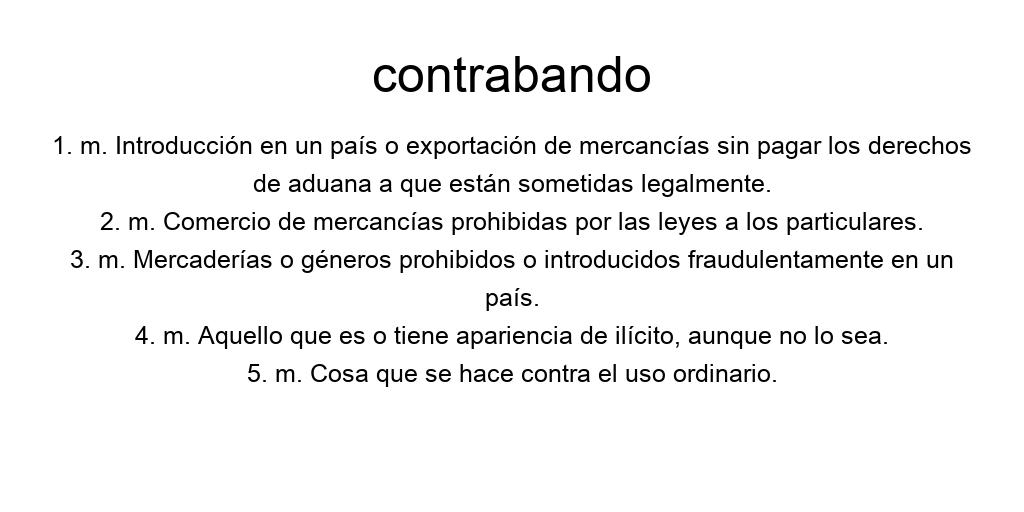 contrabando
1. m. Introducción en un país o exportación de mercancías sin pagar los derechos
de aduana a que están sometidas legalmente.
2. m. Comercio de mercancías prohibidas por las leyes a los particulares.
3. m. Mercaderías o géneros prohibidos o introducidos fraudulentamente en un
país.
4. m. Aquello que es o tiene apariencia de ilícito, aunque no lo sea.
5. m. Cosa que se hace contra el uso ordinario.